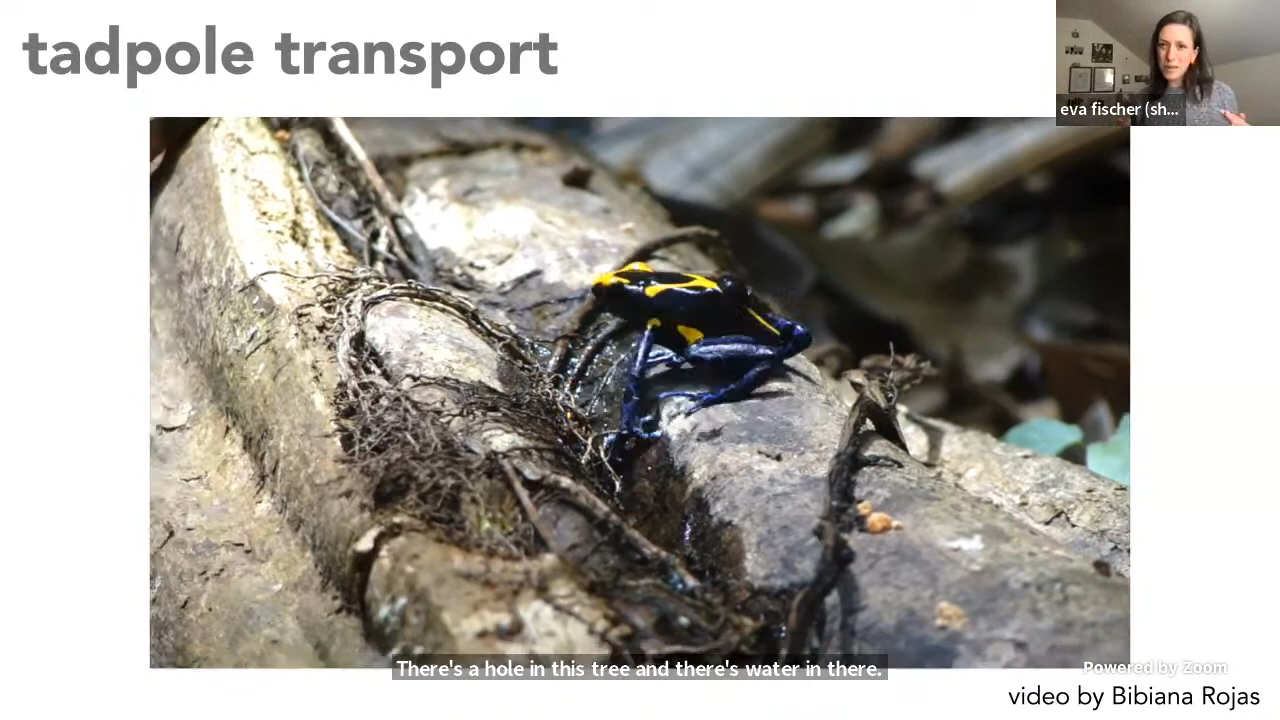 tadpole transport
eva fischer (sh...
There's a hole in this tree and there's water in there.
Powered by Zoom
video by Bibiana Rojas